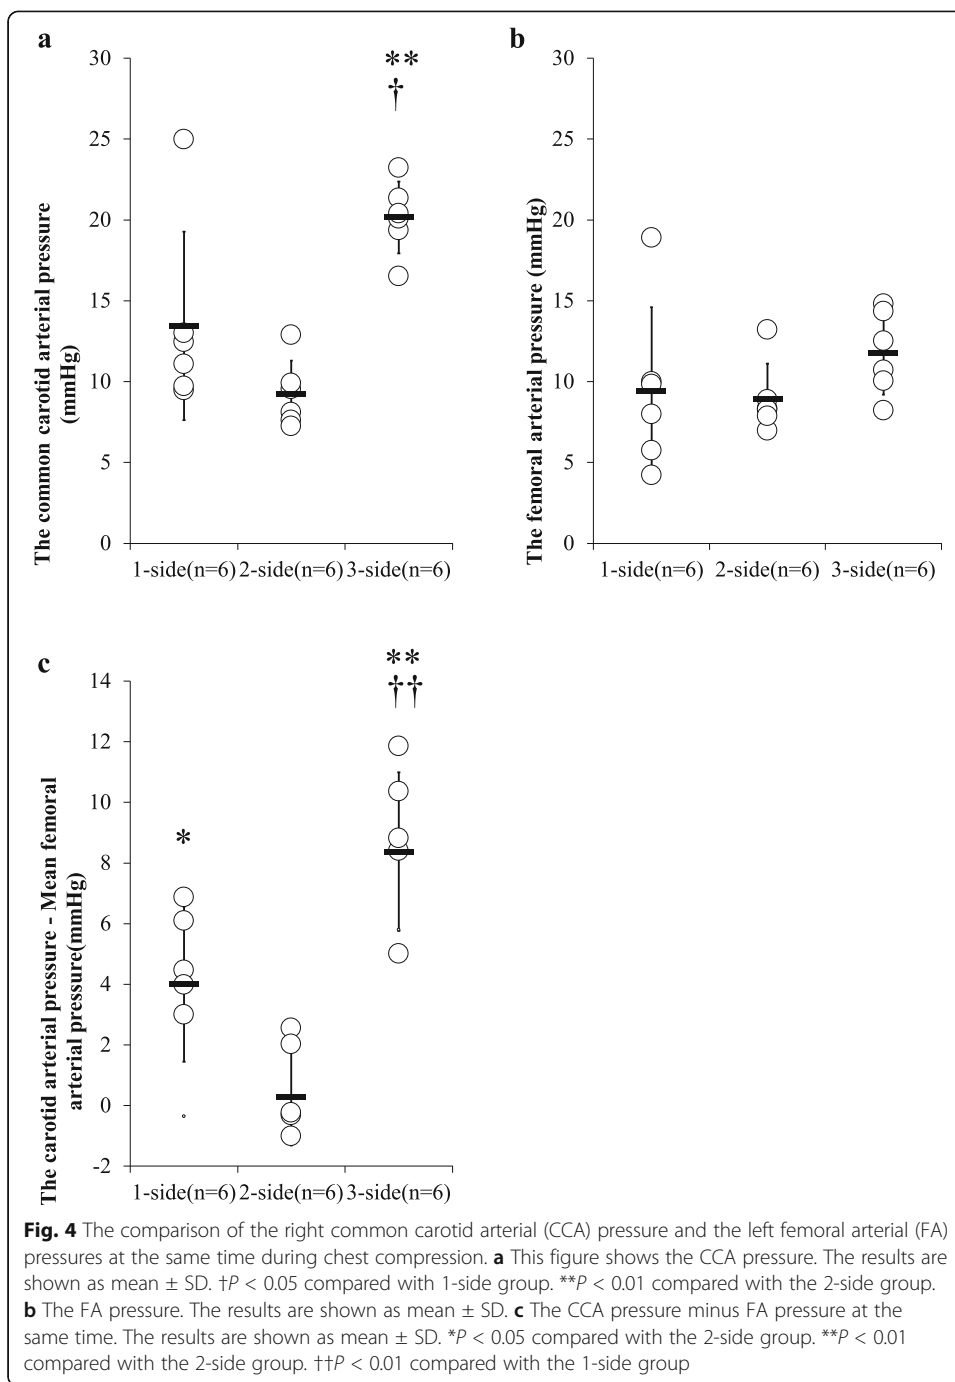 a
30
25
20
15
10
5
0
The common carotid arterial pressure
(mmHg)
**
†
1-side(n=6) 2-side(n=6) 3-side(n=6)
b
30
25
20
15
10
5
0
The femoral arterial pressure (mmHg)
1-side(n=6) 2-side(n=6) 3-side(n=6)
c
14
12
10
8
6
4
2
0
-2
The carotid arterial pressure - Mean femoral
arterial pressure(mmHg)
*
**
††
1-side(n=6) 2-side(n=6) 3-side(n=6)
Fig. 4 The comparison of the right common carotid arterial (CCA) pressure and the left femoral arterial (FA)
pressures at the same time during chest compression. a This figure shows the CCA pressure. The results are
shown as mean ± SD. †P < 0.05 compared with 1-side group. **P < 0.01 compared with the 2-side group.
b The FA pressure. The results are shown as mean ± SD. c The CCA pressure minus FA pressure at the
same time. The results are shown as mean ± SD. *P < 0.05 compared with the 2-side group. **P < 0.01
compared with the 2-side group. ††P < 0.01 compared with the 1-side group